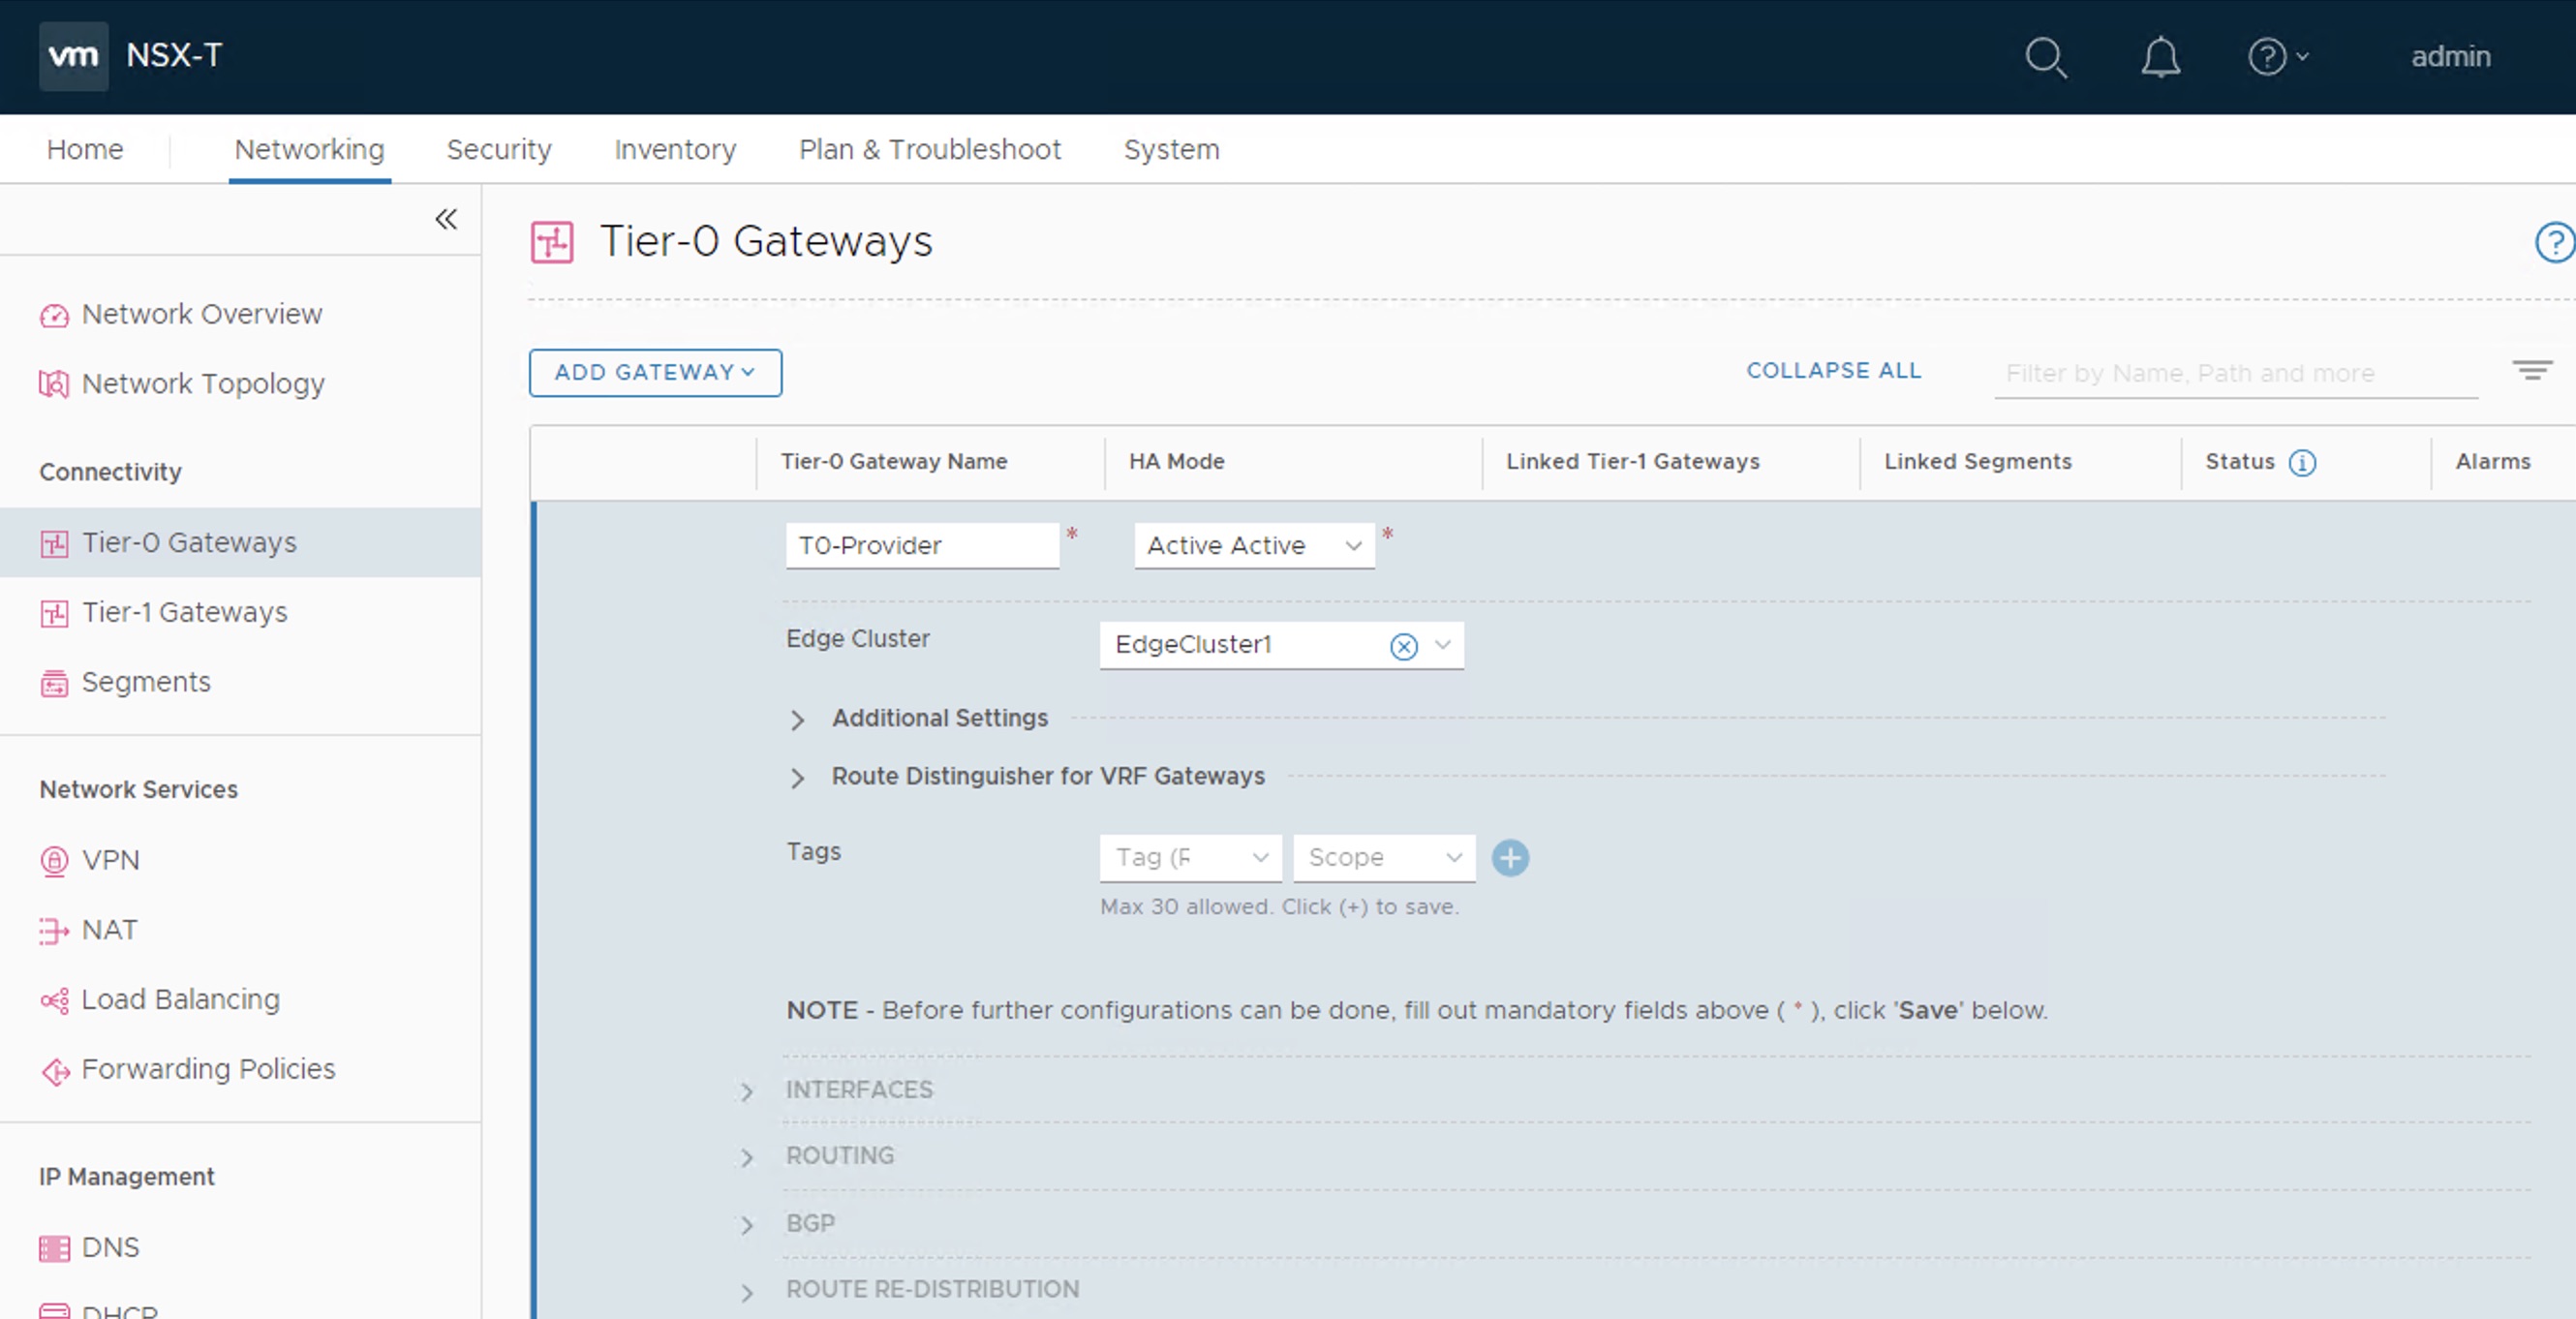 vm NSX-T admin
Home Networking Security Inventory Plan & Troubleshoot System
Network Overview
Network Topology
Connectivity
Tier-0 Gateways
Tier-1 Gateways
Segments
Network Services
VPN
NAT
Load Balancing
Forwarding Policies
IP Management
DNS
DHCP
Tier-0 Gateways
ADD GATEWAY COLLAPSE ALL Filter by Name, Path and more
Tier-0 Gateway Name HA Mode Linked Tier-1 Gateways Linked Segments Status Alarms
T0-Provider * Active Active *
Edge Cluster EdgeCluster1
Additional Settings
Route Distinguisher for VRF Gateways
Tags Tag (R Scope
Max 30 allowed. Click (+) to save.
NOTE - Before further configurations can be done, fill out mandatory fields above ( * ), click 'Save' below.
INTERFACES
ROUTING
BGP
ROUTE RE-DISTRIBUTION